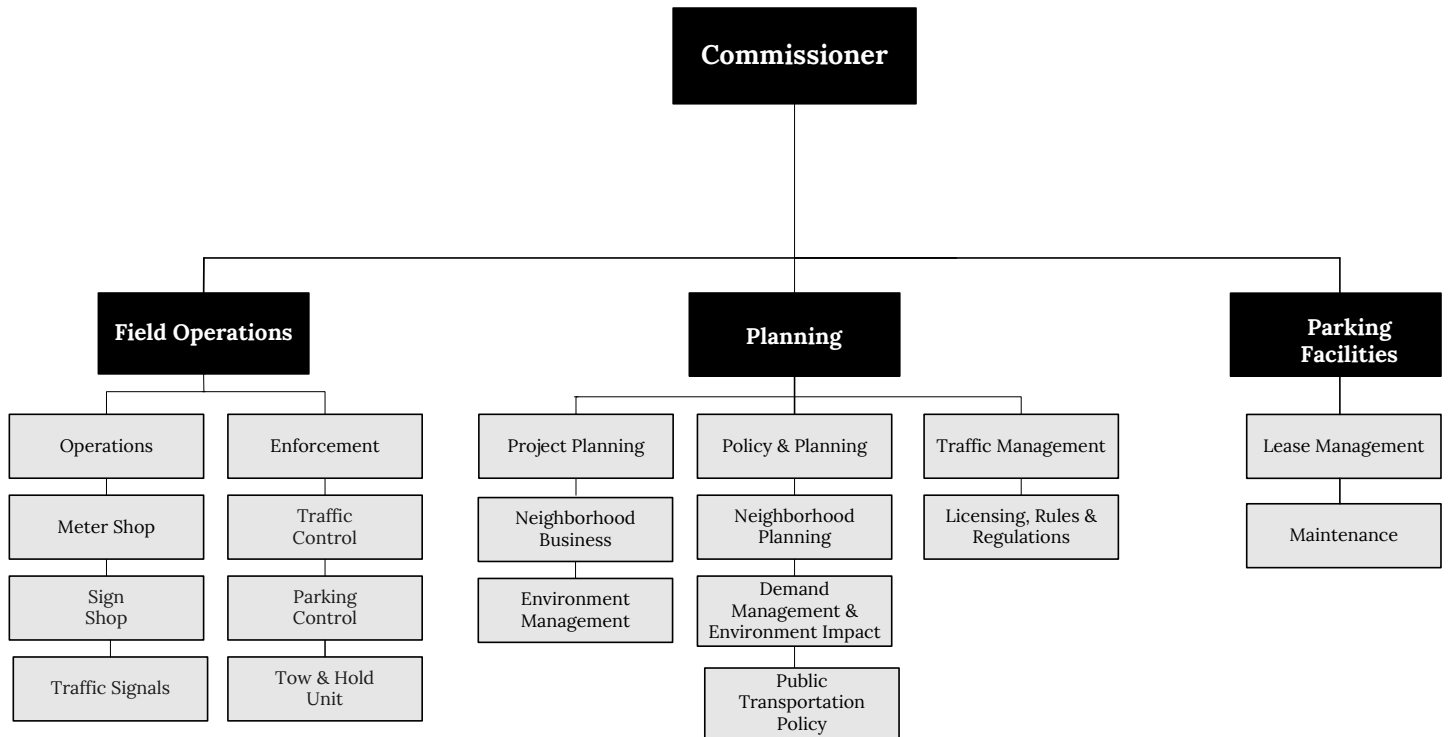 Commissioner
Field Operations
Planning
Parking
Facilities
Operations
Enforcement
Project Planning
Policy & Planning
Traffic Management
Lease Management
Meter Shop
Traffic
Control
Neighborhood
Business
Neighborhood
Planning
Licensing, Rules &
Regulations
Maintenance
Sign
Shop
Parking
Control
Environment
Management
Demand
Management &
Environment Impact
Traffic Signals
Tow & Hold
Unit
Public
Transportation
Policy